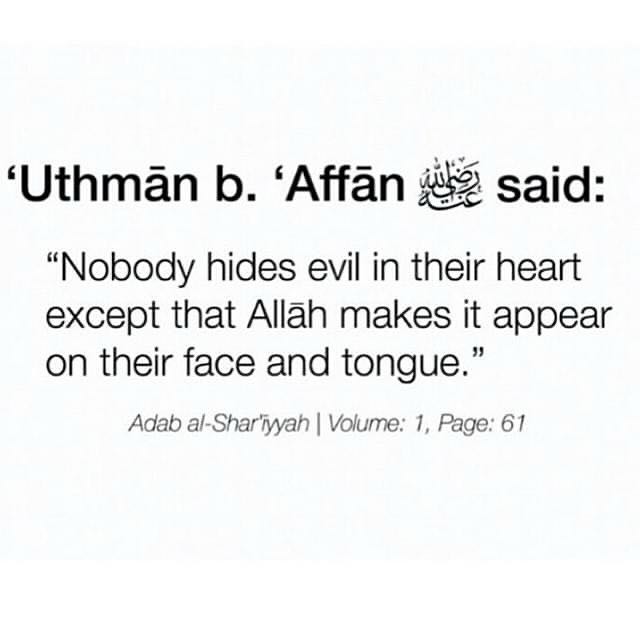 ‘Uthmān b. ‘Affān رضي الله عنه said:
“Nobody hides evil in their heart
except that Allāh makes it appear
on their face and tongue.”
Adab al-Shar’īyyah | Volume: 1, Page: 61